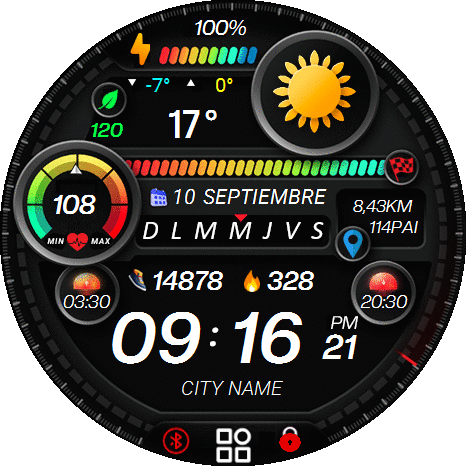 100%
-7° 0°
120
17°
108
MIN MAX
10 SEPTIEMBRE
D L M M J V S
8,43KM
114PAI
14878 328
03:30
20:30
09:16
PM
21
CITY NAME